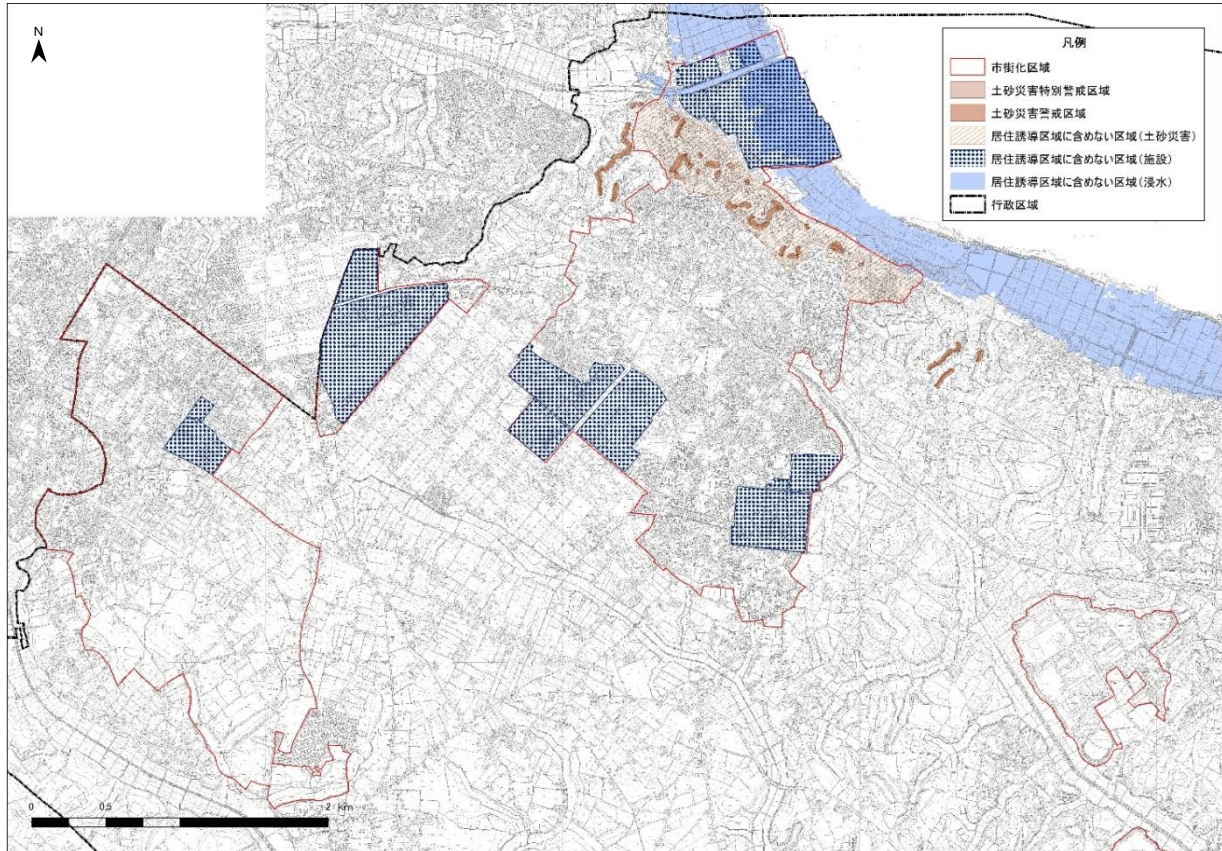 N
凡例
市街化区域
土砂災害特別警戒区域
土砂災害警戒区域
居住誘導区域に含めない区域(土砂災害)
居住誘導区域に含めない区域(施設)
居住誘導区域に含めない区域(浸水)
行政区域
0 0.5 1 2 km